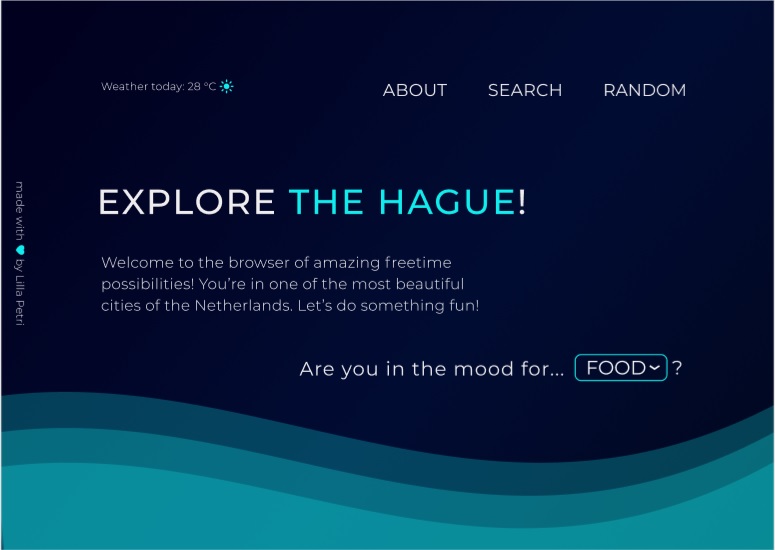 Weather today: 28 °C
ABOUT SEARCH RANDOM
EXPLORE THE HAGUE!
Welcome to the browser of amazing freetime
possibilities! You're in one of the most beautiful
cities of the Netherlands. Let's do something fun!
Are you in the mood for... FOOD ?
made with by Lilla Petri